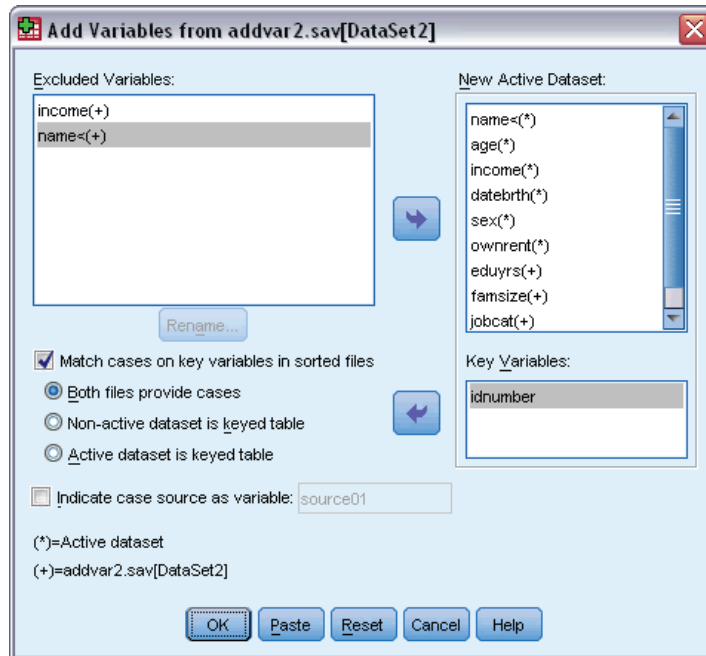 Add Variables from addvar2.sav[DataSet2]
Excluded Variables:
income(+)
name<(+)
Rename...
New Active Dataset:
name<(*)
age(*)
income(*)
datebrth(*)
sex(*)
ownrent(*)
eduyrs(+)
famsize(+)
jobcat(+)
Match cases on key variables in sorted files
Both files provide cases
Non-active dataset is keyed table
Active dataset is keyed table
Key Variables:
idnumber
Indicate case source as variable: source01
(*)=Active dataset
(+)=addvar2.sav[DataSet2]
OK Paste Reset Cancel Help